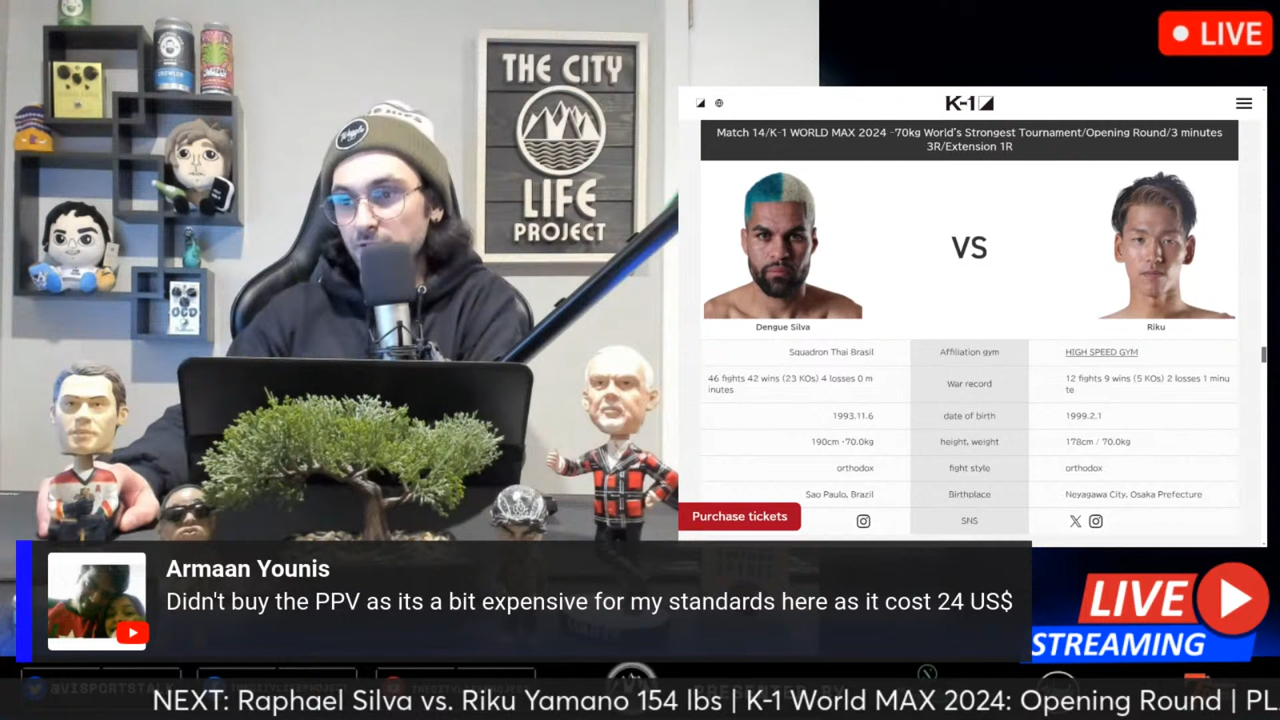 LIVE
THE CITY
LIFE
PROJECT
OCD
K-1
Match 14/K-1 WORLD MAX 2024 -70kg World's Strongest Tournament/Opening Round/3 minutes
3R/Extension 1R
VS
Dengue Silva
Riku
Squadron Thai Brasil Affiliation gym HIGH SPEED GYM
46 fights 42 wins (23 KOs) 4 losses 0 m
inutes
War record
12 fights 9 wins (5 KOs) 2 losses 1 minu
te
1993.11.6 date of birth 1999.2.1
190cm ·70.0kg height, weight 178cm / 70.0kg
orthodox fight style orthodox
Sao Paulo, Brazil Birthplace Neyagawa City, Osaka Prefecture
Purchase tickets
SNS
Armaan Younis
Didn't buy the PPV as its a bit expensive for my standards here as it cost 24 US$
LIVE
STREAMING
@VISPORTSTALK
NEXT: Raphael Silva vs. Riku Yamano 154 lbs | K-1 World MAX 2024: Opening Round | PL